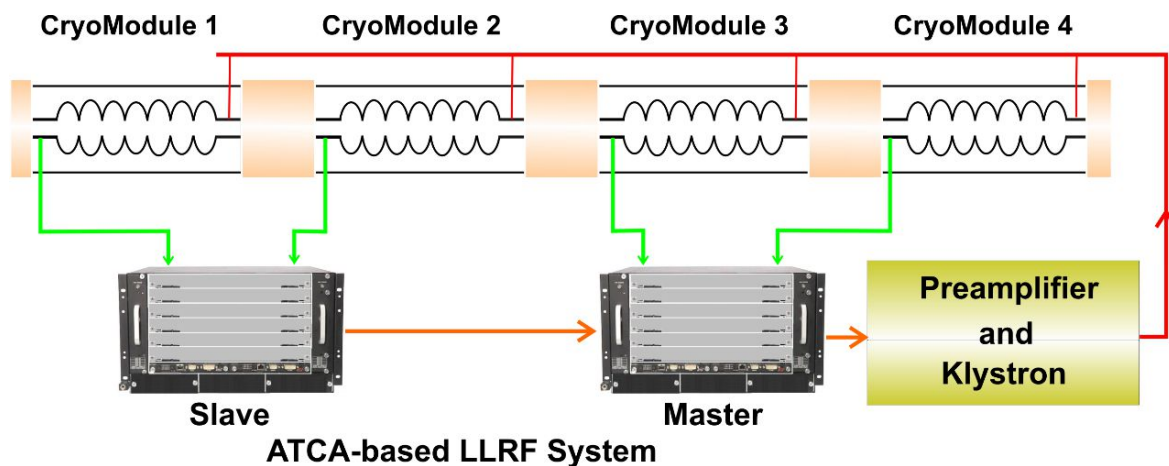 CryoModule 1
CryoModule 2
CryoModule 3
CryoModule 4
Preamplifier
and
Klystron
Slave
Master
ATCA-based LLRF System